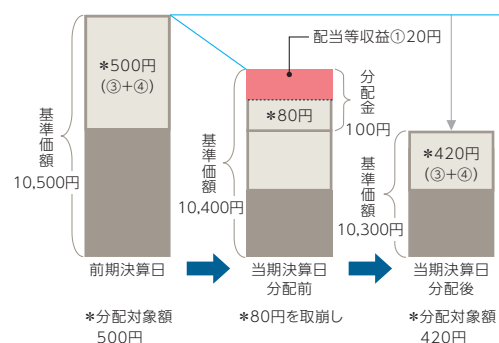 配当等収益①20円
*500円
(③+④)
分配金
100円
*80円
*420円
(③+④)
基準価額
10,500円
基準価額
10,400円
基準価額
10,300円
前期決算日
当期決算日
分配前
当期決算日
分配後
*分配対象額
500円
*80円を取崩し
*分配対象額
420円